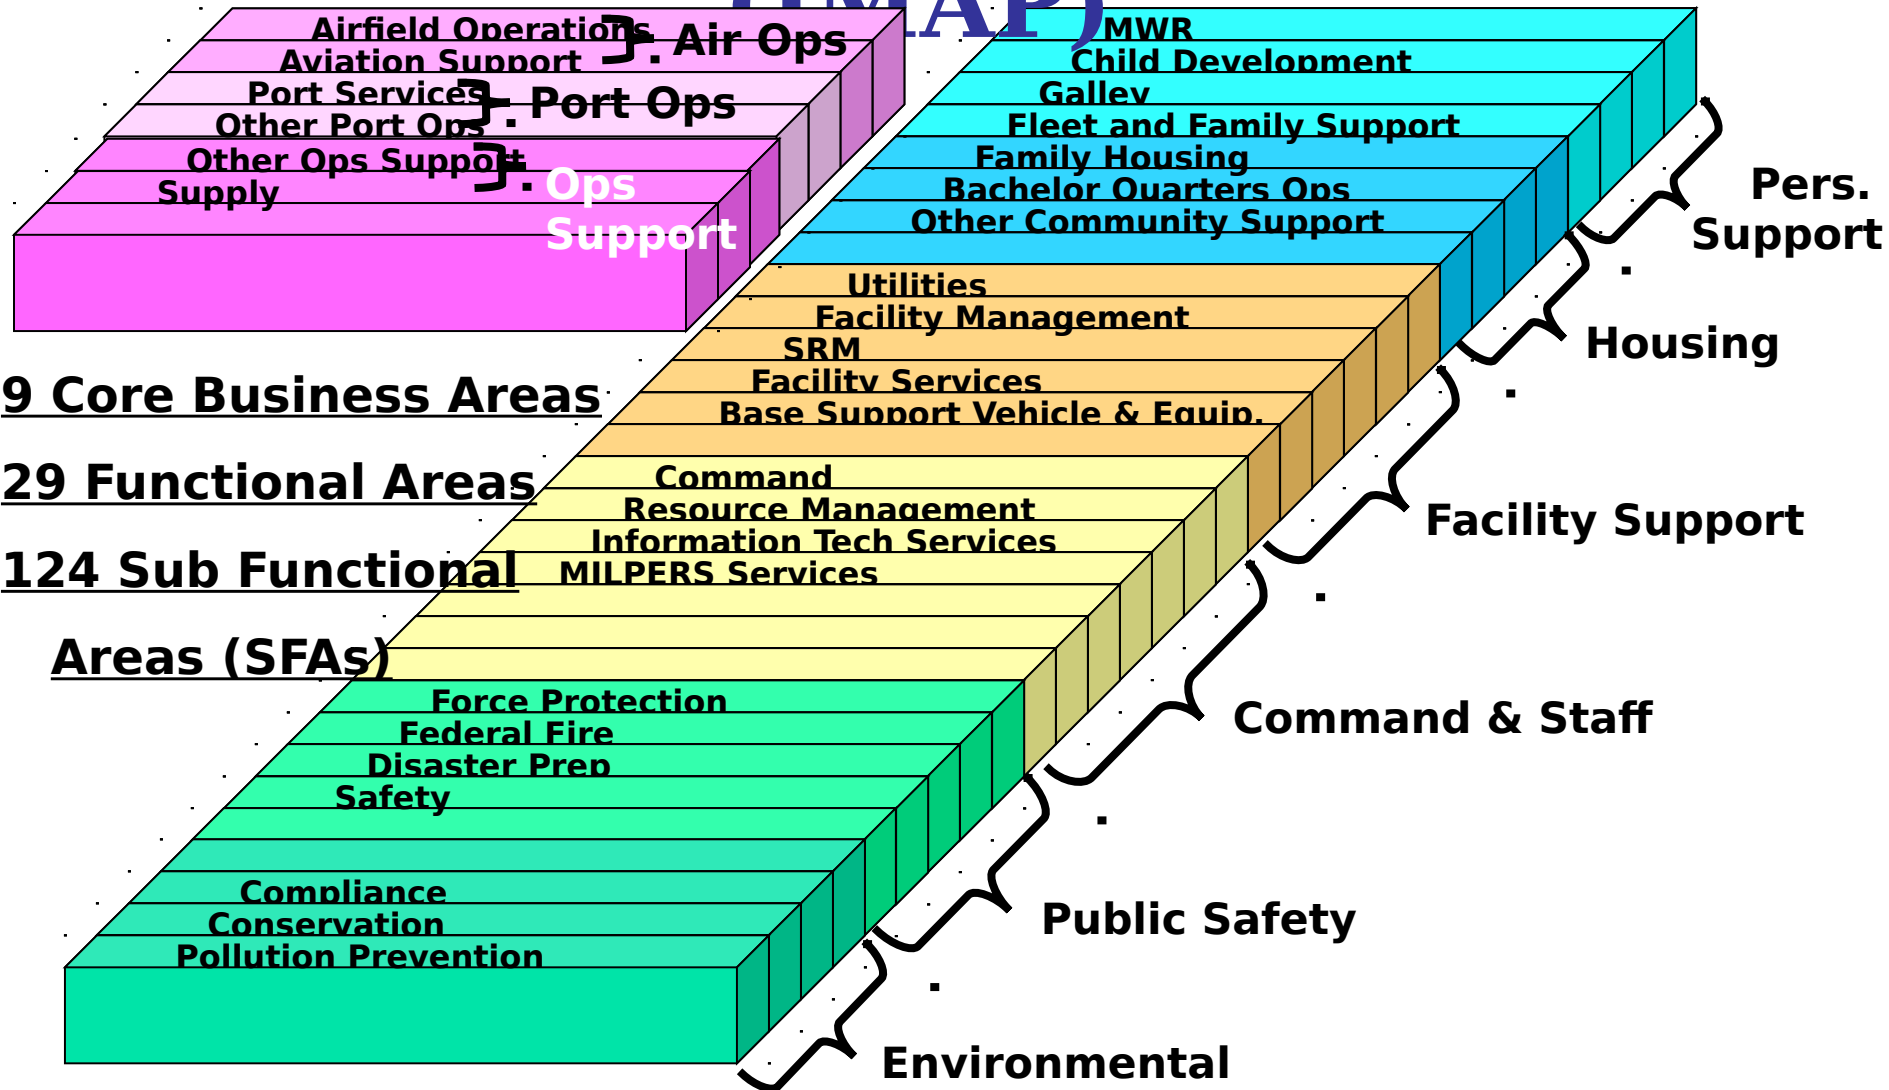 (IMAP)
Airfield Operations
Aviation Support
Air Ops
Port Services
Other Port Ops
Port Ops
Other Ops Support
Supply
Ops
Support
MWR
Child Development
Galley
Fleet and Family Support
Family Housing
Bachelor Quarters Ops
Other Community Support
Pers.
Support
Housing
Utilities
Facility Management
SRM
Facility Services
Base Support Vehicle & Equip.
Facility Support
9 Core Business Areas
29 Functional Areas
124 Sub Functional
Areas (SFAs)
Command
Resource Management
Information Tech Services
MILPERS Services
Command & Staff
Force Protection
Federal Fire
Disaster Prep
Safety
Public Safety
Compliance
Conservation
Pollution Prevention
Environmental